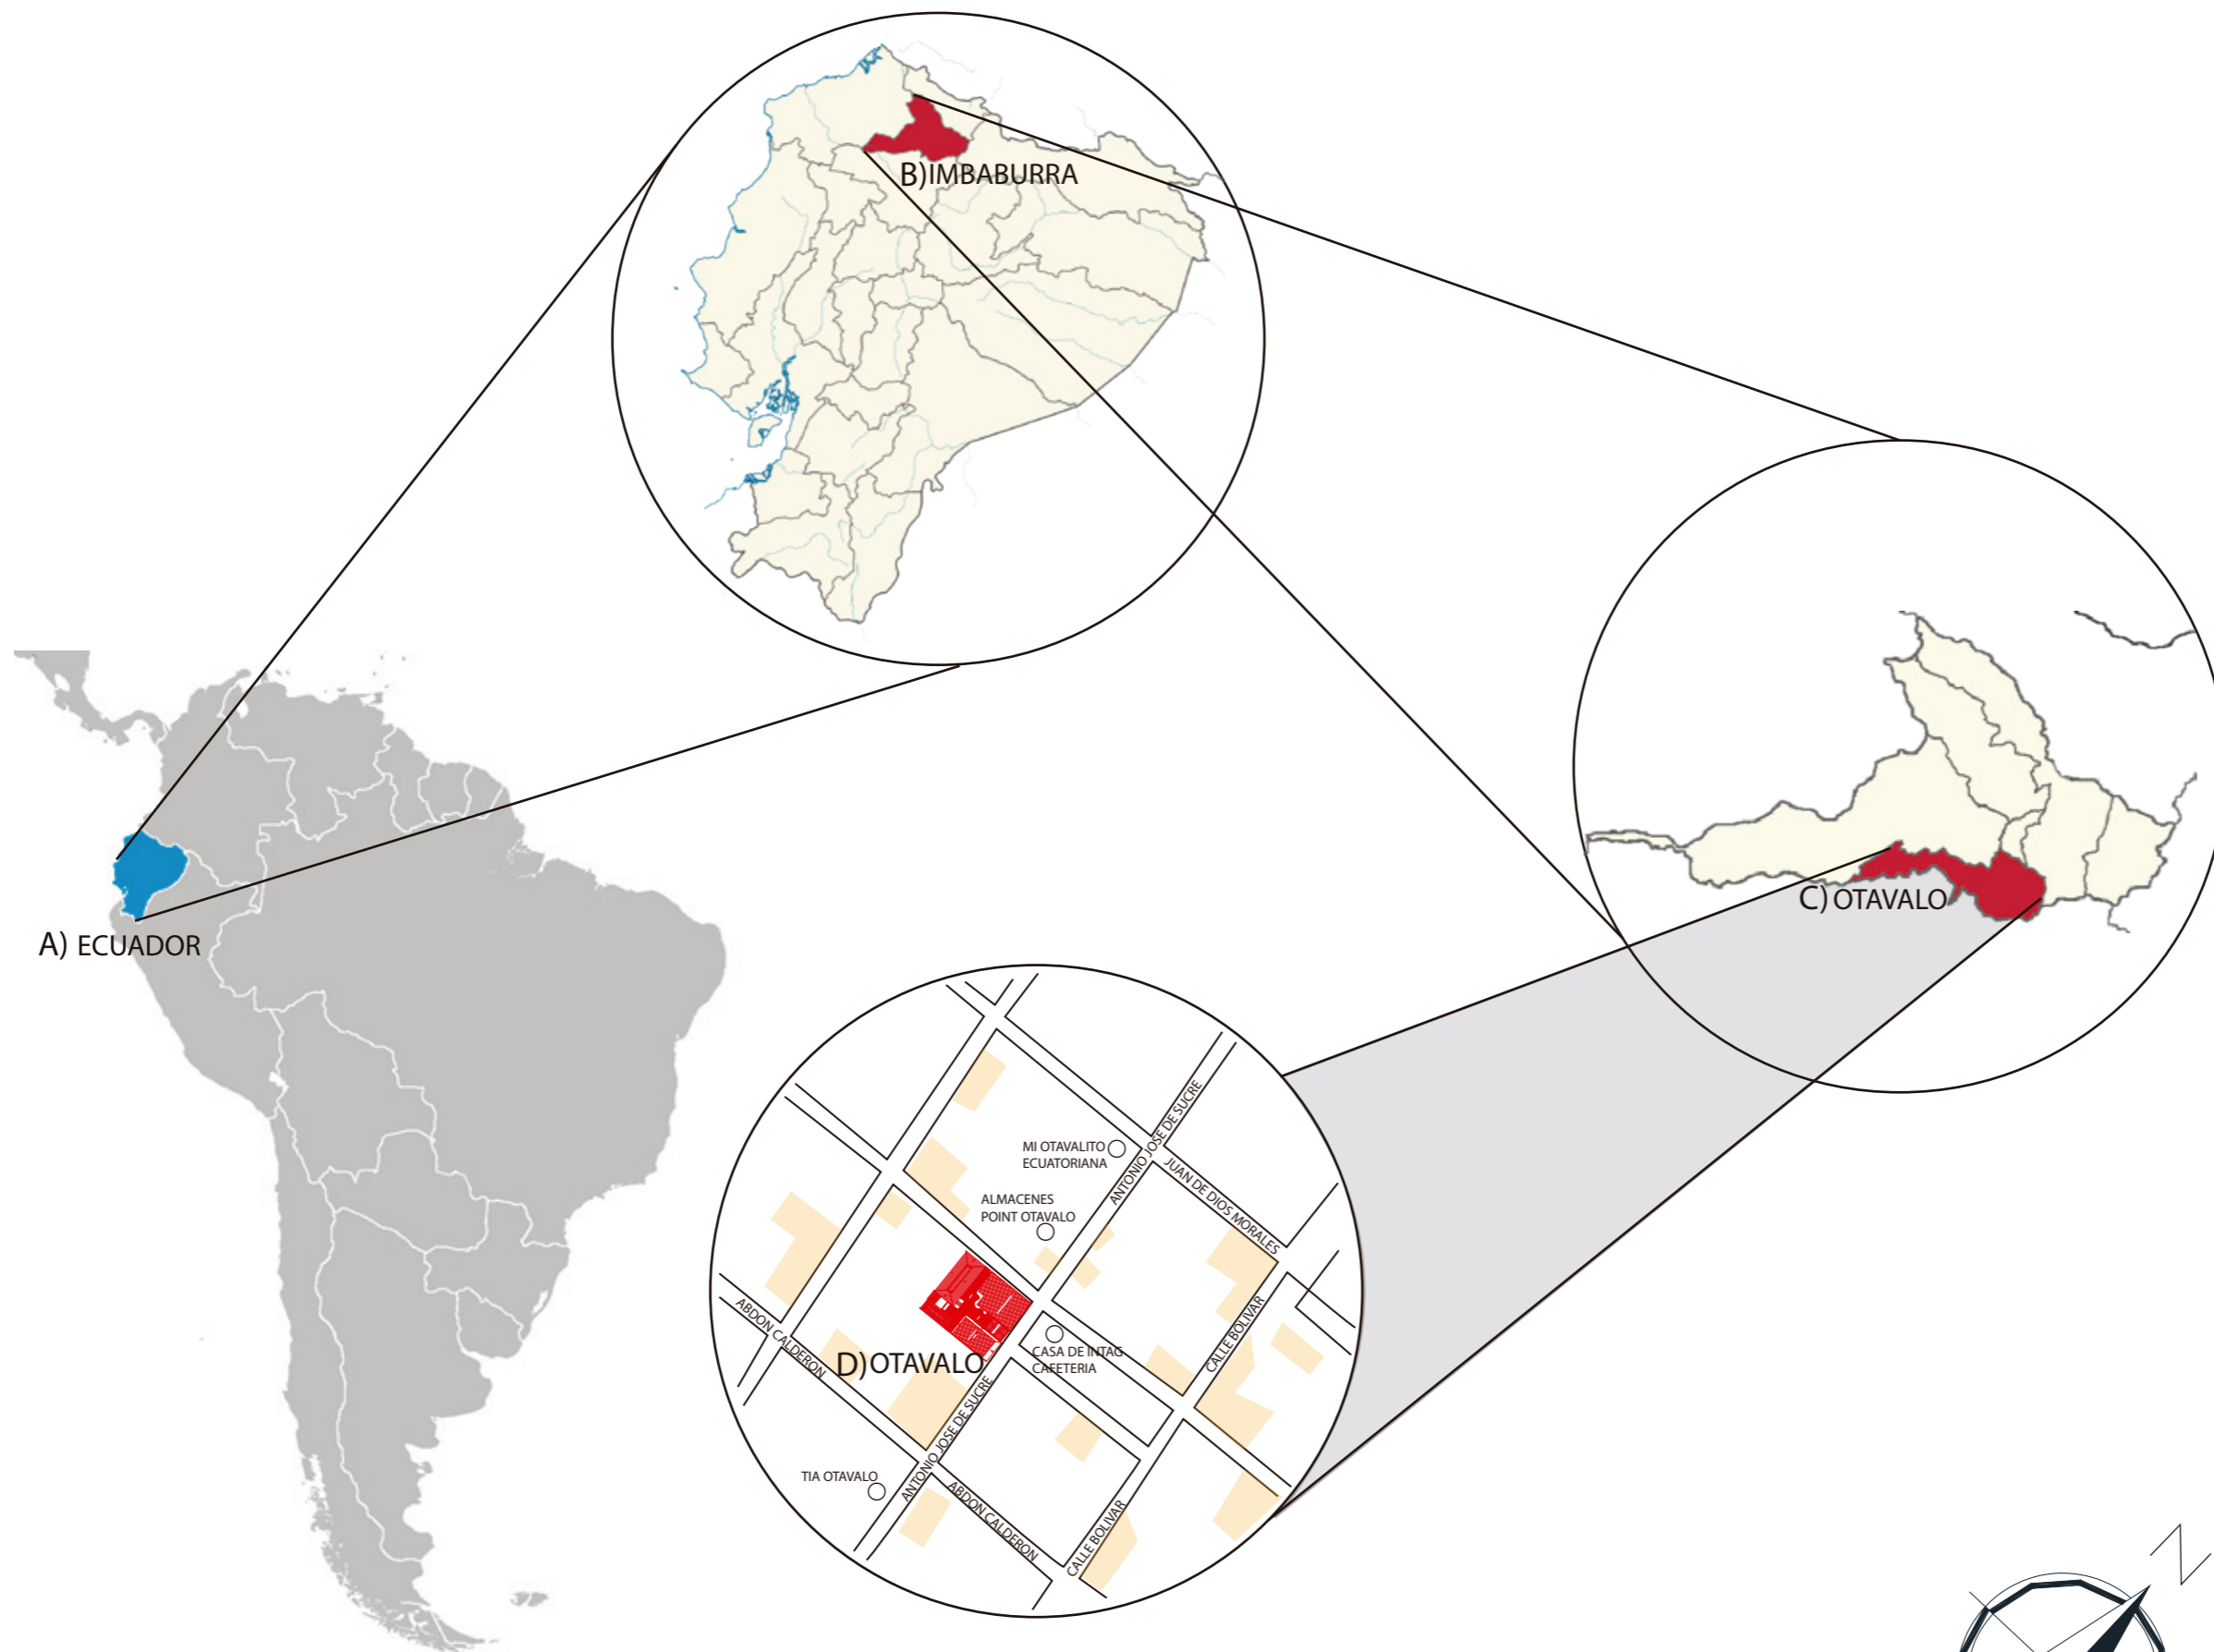 B)IMBABURRA
A) ECUADOR
C) OTAVALO
MI OTAVALITO
ECUATORIANA
ANTONIO JOSE DE SUCRE
JUAN DE DIOS MORALES
ALMACENES
POINT OTAVALO
ABDON CALDERON
D)OTAVALO
CASA DE INTAG
CAFETERIA
CALLE BOLIVAR
TIA OTAVALO
ANTONIO JOSE DE SUCRE
ABDON CALDERON
CALLE BOLIVAR
N